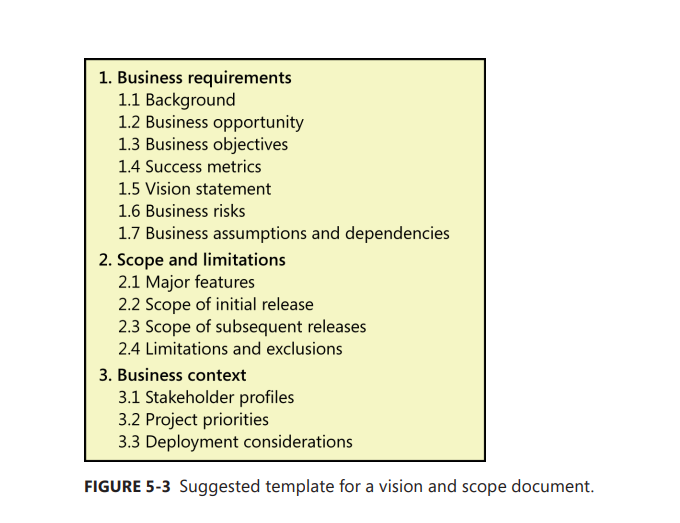 1. Business requirements
1.1 Background
1.2 Business opportunity
1.3 Business objectives
1.4 Success metrics
1.5 Vision statement
1.6 Business risks
1.7 Business assumptions and dependencies
2. Scope and limitations
2.1 Major features
2.2 Scope of initial release
2.3 Scope of subsequent releases
2.4 Limitations and exclusions
3. Business context
3.1 Stakeholder profiles
3.2 Project priorities
3.3 Deployment considerations
FIGURE 5-3 Suggested template for a vision and scope document.